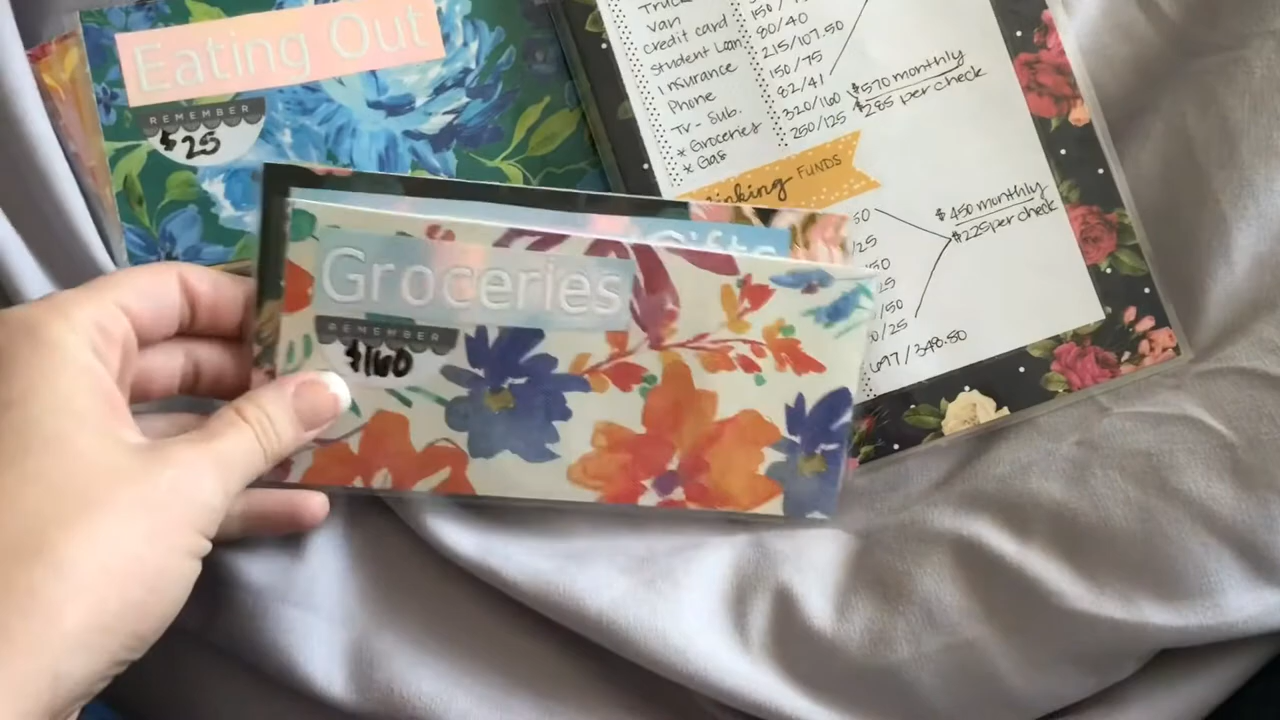 Eating Out
REMEMBER
$25
Gifts
Groceries
REMEMBER
$160
Truck
Van
credit card
Student Loan
Insurance
Phone
TV - Sub.
* Groceries
* Gas
80/40
215/107.50
150/75
82/41
320/160
250/125
$570 monthly
$285 per check
FUNDS
$450 monthly
$225 per check